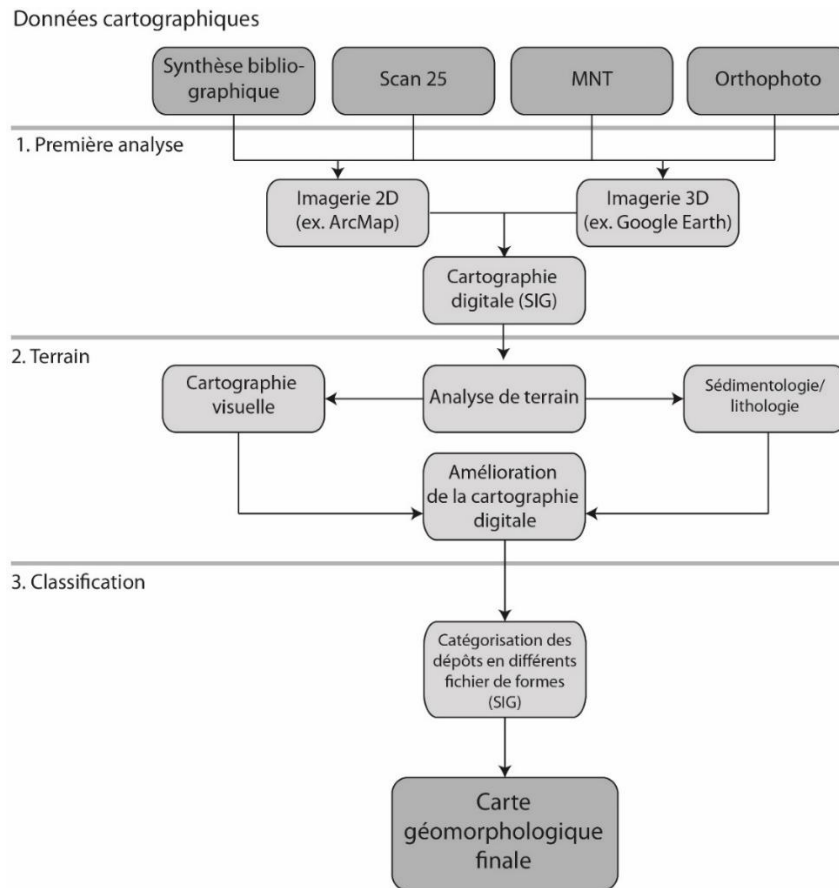 Données cartographiques
Synthèse biblio-
graphique
Scan 25
MNT
Orthophoto
1. Première analyse
Imagerie 2D
(ex. ArcMap)
Imagerie 3D
(ex. Google Earth)
Cartographie
digitale (SIG)
2. Terrain
Cartographie
visuelle
Analyse de terrain
Sédimentologie/
lithologie
Amélioration
de la cartographie
digitale
3. Classification
Catégorisation des
dépôts en différents
fichier de formes
(SIG)
Carte
géomorphologique
finale